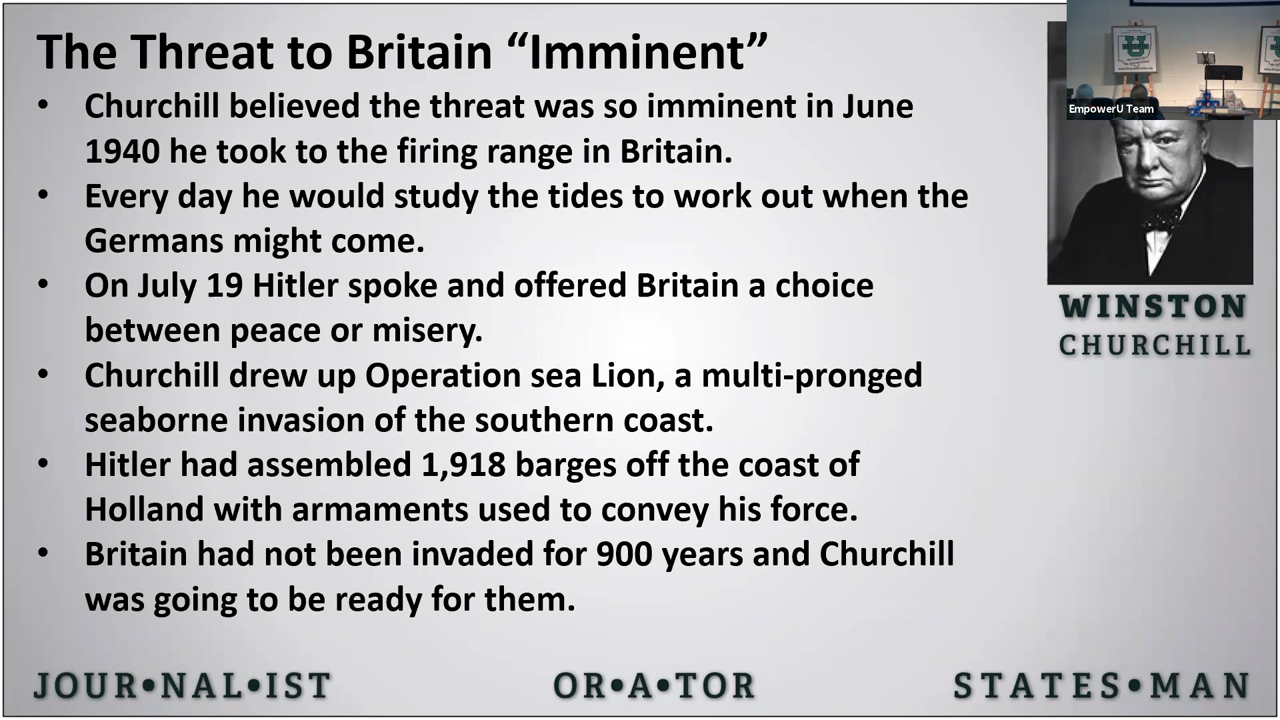 The Threat to Britain “Imminent”
• Churchill believed the threat was so imminent in June
1940 he took to the firing range in Britain.
• Every day he would study the tides to work out when the
Germans might come.
• On July 19 Hitler spoke and offered Britain a choice
between peace or misery.
• Churchill drew up Operation sea Lion, a multi-pronged
seaborne invasion of the southern coast.
• Hitler had assembled 1,918 barges off the coast of
Holland with armaments used to convey his force.
• Britain had not been invaded for 900 years and Churchill
was going to be ready for them.
EmpowerU Team
WINSTON
CHURCHILL
JOUR•NAL•IST
OR•A•TOR
STATES•MAN